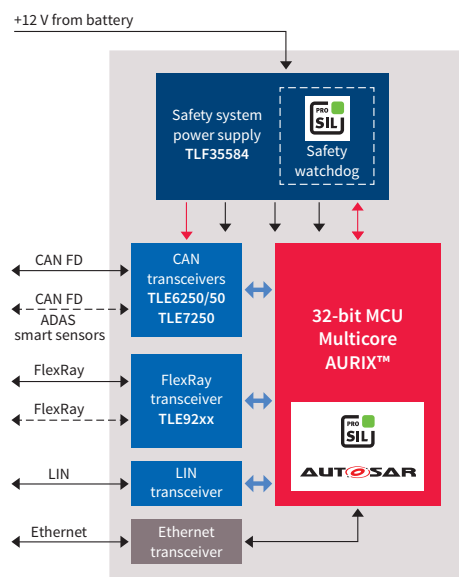 +12 V from battery
Safety system
power supply
TLF35584
PRO
SIL
Safety
watchdog
CAN FD
CAN FD
ADAS
smart sensors
CAN
transceivers
TLE6250/50
TLE7250
32-bit MCU
Multicore
AURIX™
FlexRay
FlexRay
FlexRay
transceiver
TLE92xx
PRO
SIL
AUTOSAR
LIN
LIN
transceiver
Ethernet
Ethernet
transceiver